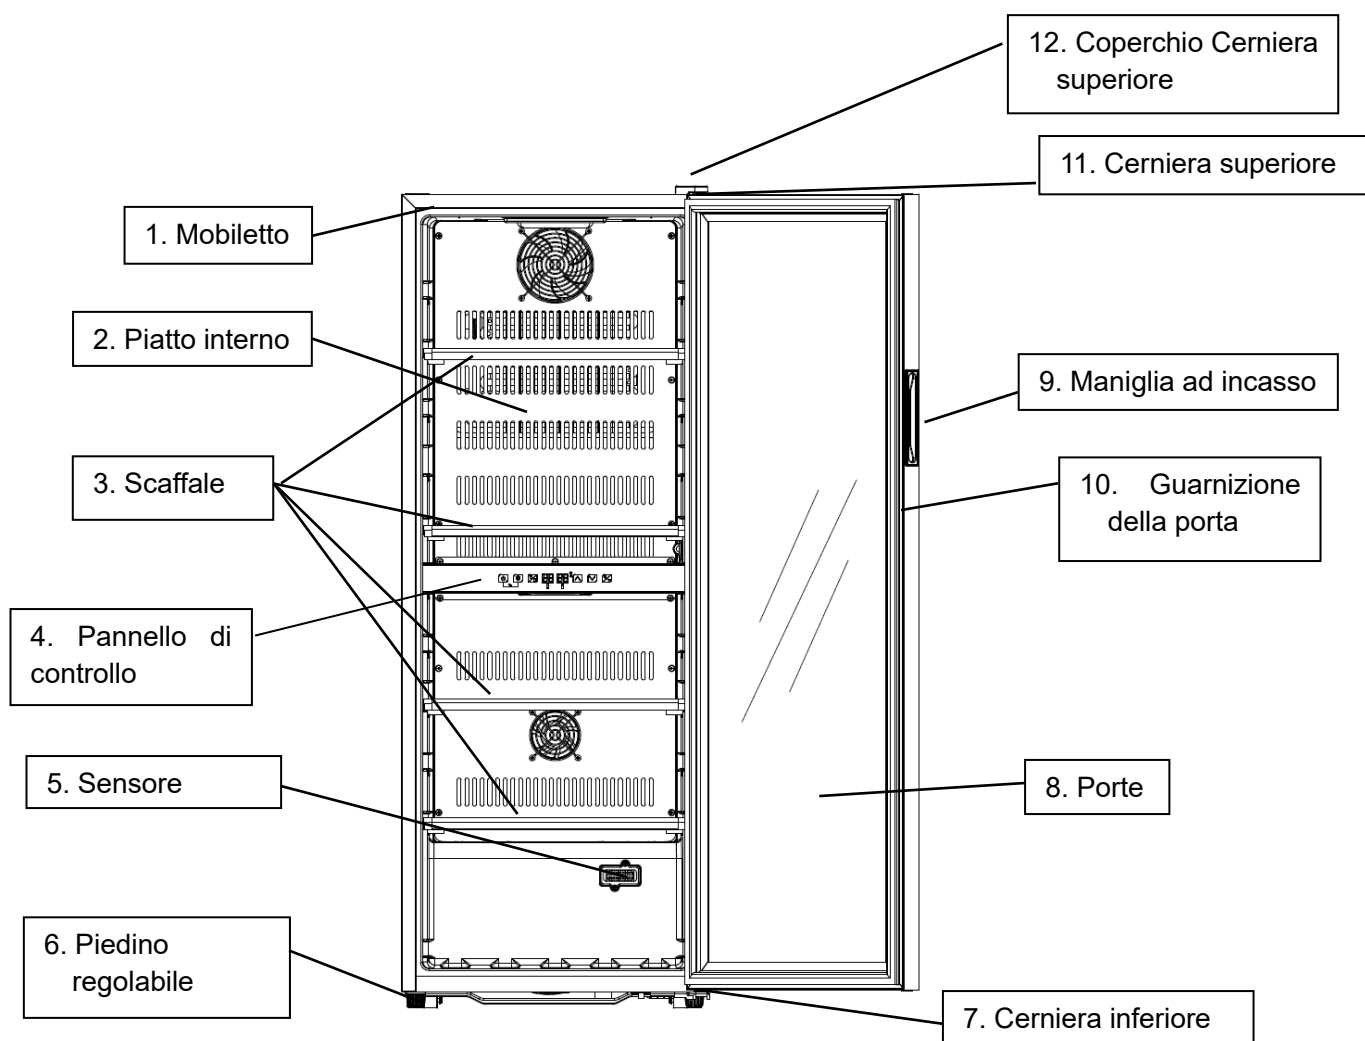 12. Coperchio Cerniera
superiore
11. Cerniera superiore
1. Mobiletto
2. Piatto interno
9. Maniglia ad incasso
3. Scaffale
10. Guarnizione
della porta
4. Pannello di
controllo
5. Sensore
8. Porte
6. Piedino
regolabile
7. Cerniera inferiore